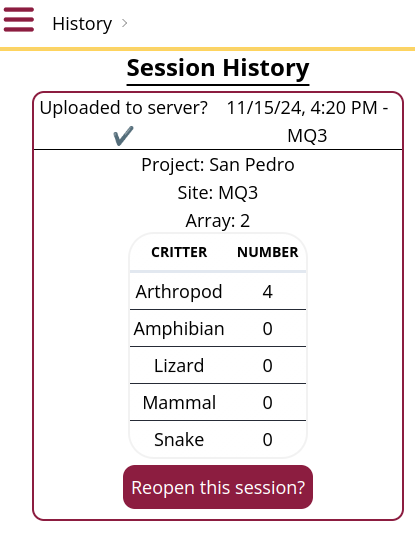 History
Session History
Uploaded to server? 11/15/24, 4:20 PM -
✔ MQ3
Project: San Pedro
Site: MQ3
Array: 2
CRITTER NUMBER
Arthropod 4
Amphibian 0
Lizard 0
Mammal 0
Snake 0
Reopen this session?